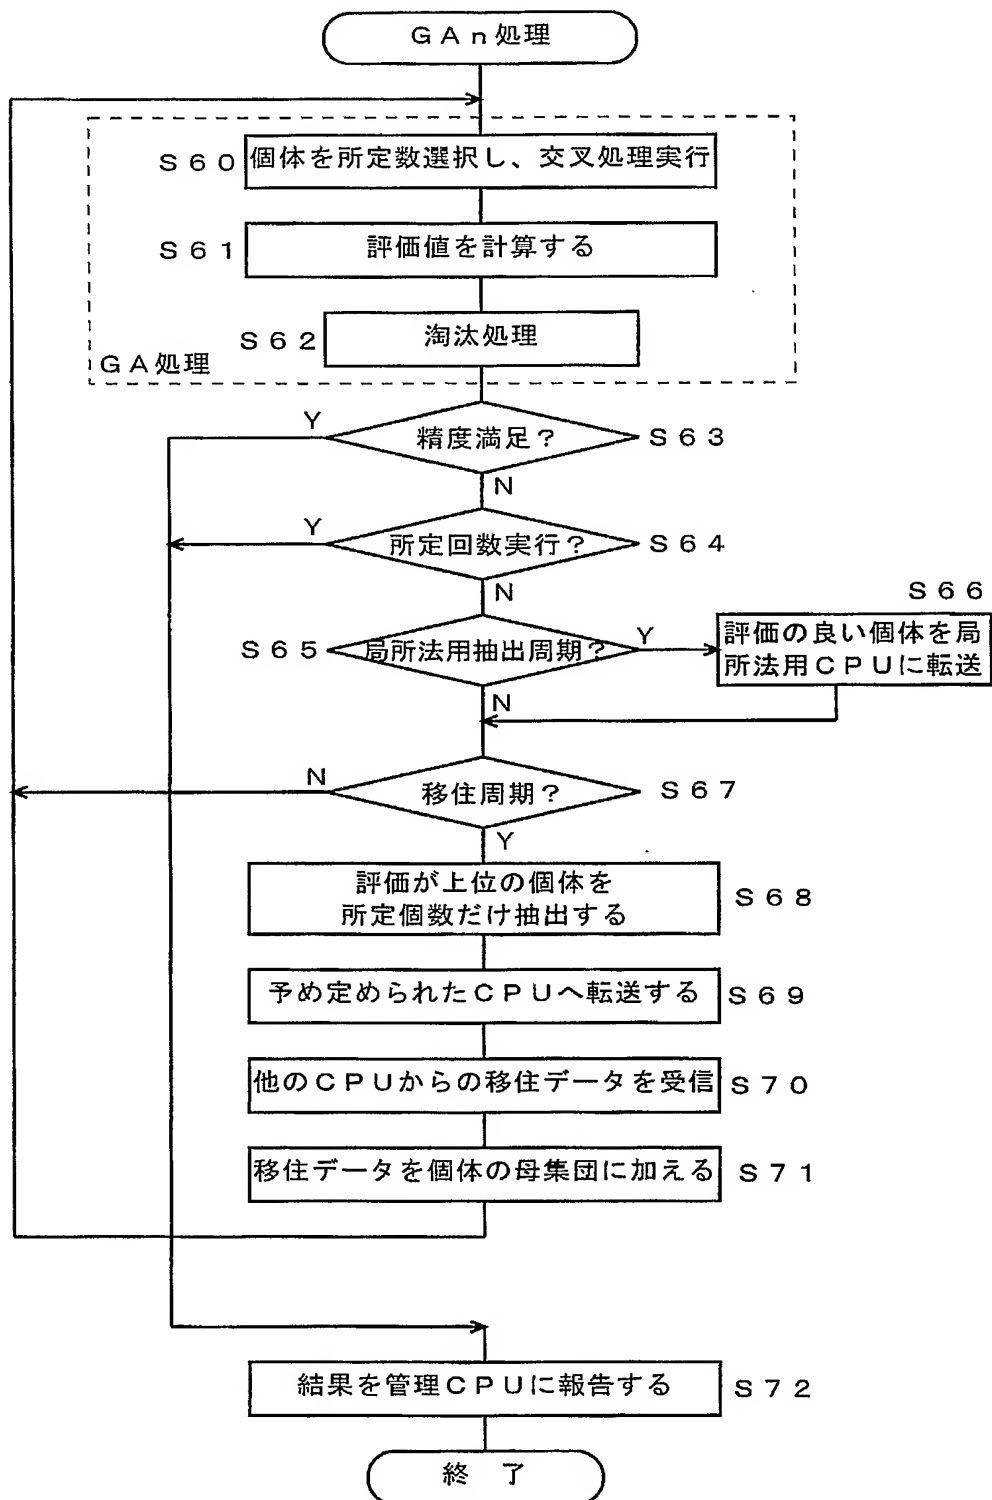 GAn処理
S60
個体を所定数選択し、交叉処理実行
S61
評価値を計算する
S62
淘汰処理
GA処理
Y
精度満足?
S63
N
Y
所定回数実行?
S64
N
S66
S65
局所法用抽出周期?
Y
評価の良い個体を局
所法用CPUに転送
N
N
移住周期?
S67
Y
評価が上位の個体を
所定個数だけ抽出する
S68
予め定められたCPUへ転送する
S69
他のCPUからの移住データを受信
S70
移住データを個体の母集団に加える
S71
結果を管理CPUに報告する
S72
終 了